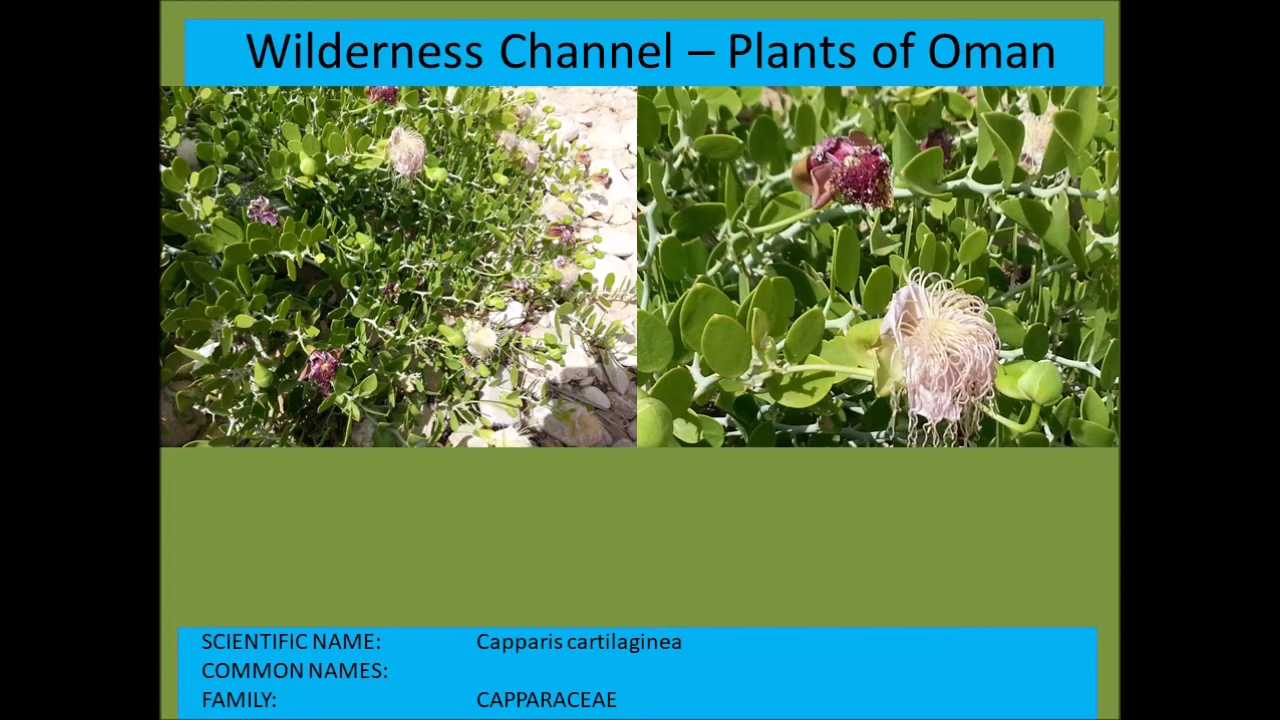 Wilderness Channel – Plants of Oman
SCIENTIFIC NAME: Capparis cartilaginea
COMMON NAMES:
FAMILY: CAPPARACEAE